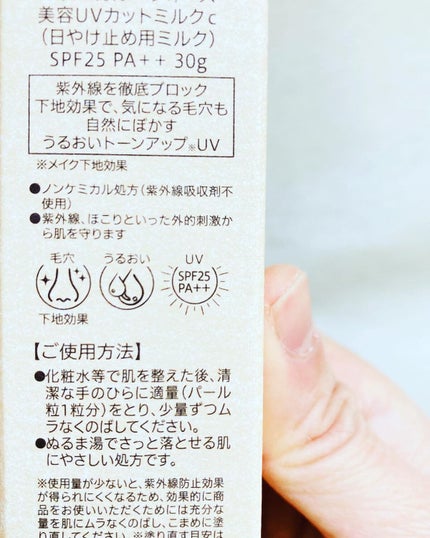 美容UVカットミルクc
(日やけ止め用ミルク)
SPF25 PA++ 30g
紫外線を徹底ブロック
下地効果で、気になる毛穴も
自然にぼかす
うるおいトーンアップ※UV
※メイク下地効果
●ノンケミカル処方(紫外線吸収剤不
使用)
●紫外線、ほこりといった外的刺激か
ら肌を守ります
毛穴 うるおい UV
SPF25
PA++
下地効果
【ご使用方法】
●化粧水等で肌を整えた後、清
潔な手のひらに適量(パール
粒1粒分)をとり、少量ずつム
ラなくのばしてください。
●ぬるま湯でさっと落とせる肌
にやさしい処方です。
※使用量が少ないと、紫外線防止効果
が得られにくくなるため、効果的に商
品をお使いいただくためには充分な
量を肌にムラなくのばし、こまめに塗
り直してください。※塗り直す目安は